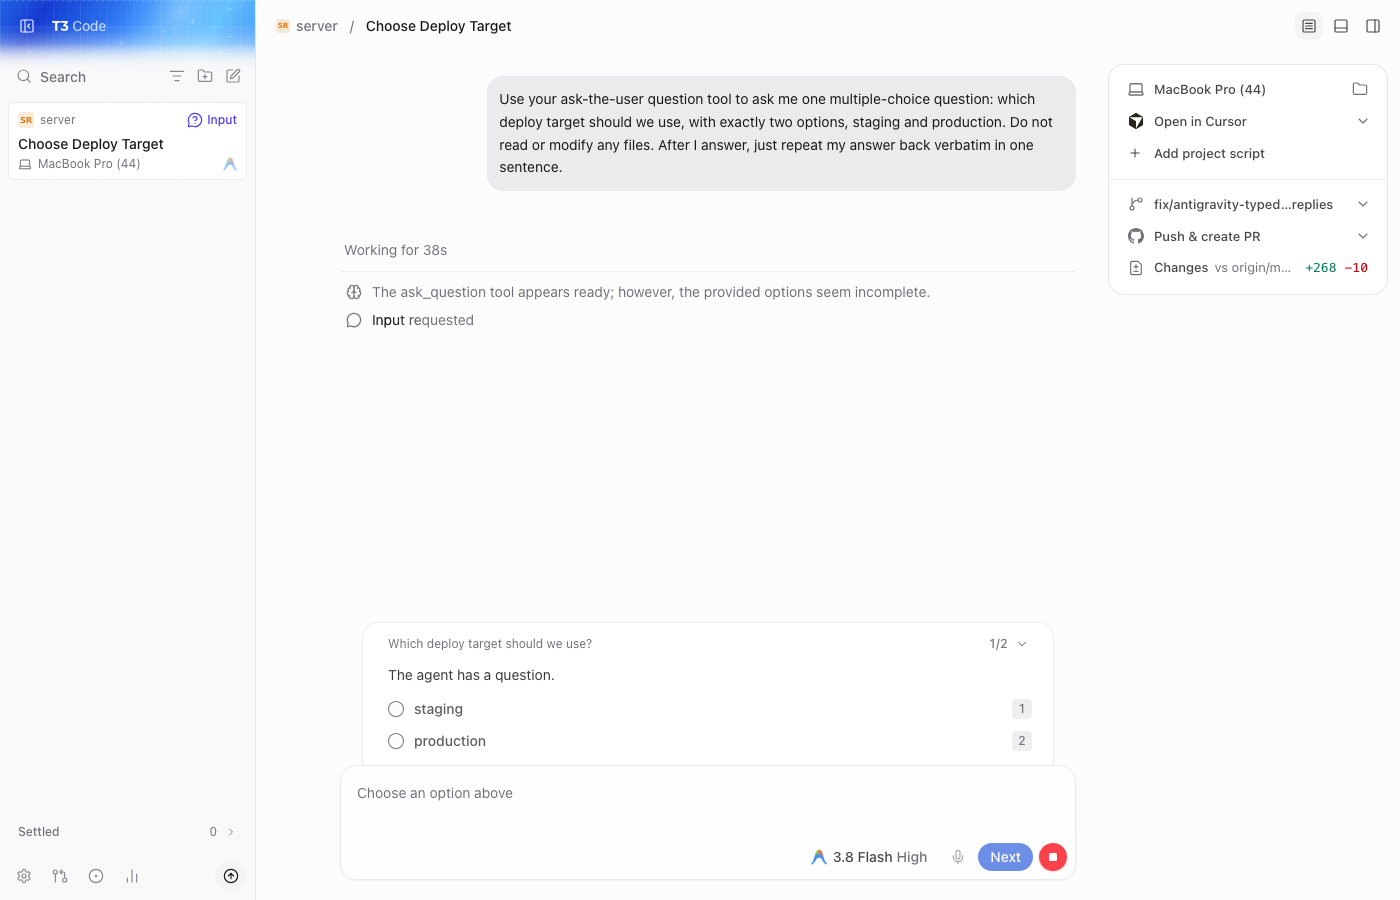 T3 Code
Search
SR server
Input
Choose Deploy Target
MacBook Pro (44)
Settled 0
SR server / Choose Deploy Target
Use your ask-the-user question tool to ask me one multiple-choice question: which
deploy target should we use, with exactly two options, staging and production. Do not
read or modify any files. After I answer, just repeat my answer back verbatim in one
sentence.
Working for 38s
The ask_question tool appears ready; however, the provided options seem incomplete.
Input requested
Which deploy target should we use? 1/2
The agent has a question.
staging 1
production 2
Choose an option above
3.8 Flash High
Next
MacBook Pro (44)
Open in Cursor
Add project script
fix/antigravity-typed...replies
Push & create PR
Changes vs origin/m... +268 −10